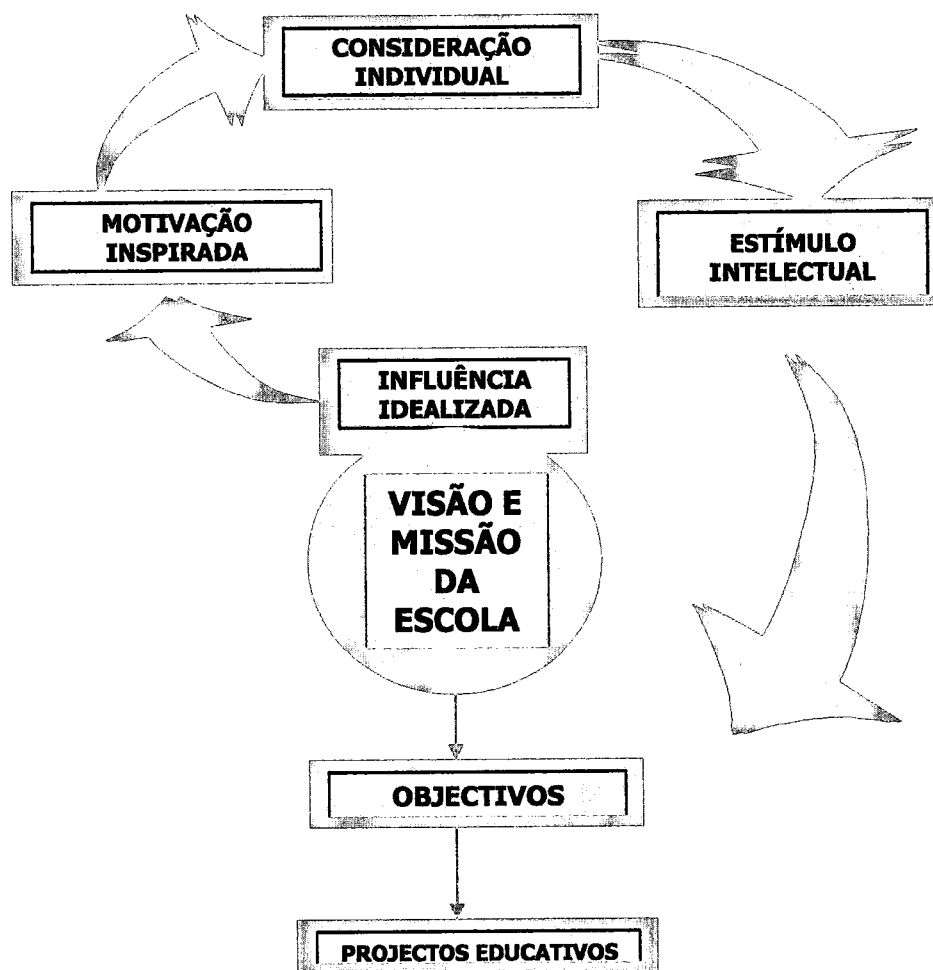 CONSIDERAÇÃO
INDIVIDUAL
MOTIVAÇÃO
INSPIRADA
ESTÍMULO
INTELECTUAL
INFLUÊNCIA
IDEALIZADA
VISÃO E
MISSÃO
DA
ESCOLA
OBJECTIVOS
PROJECTOS EDUCATIVOS